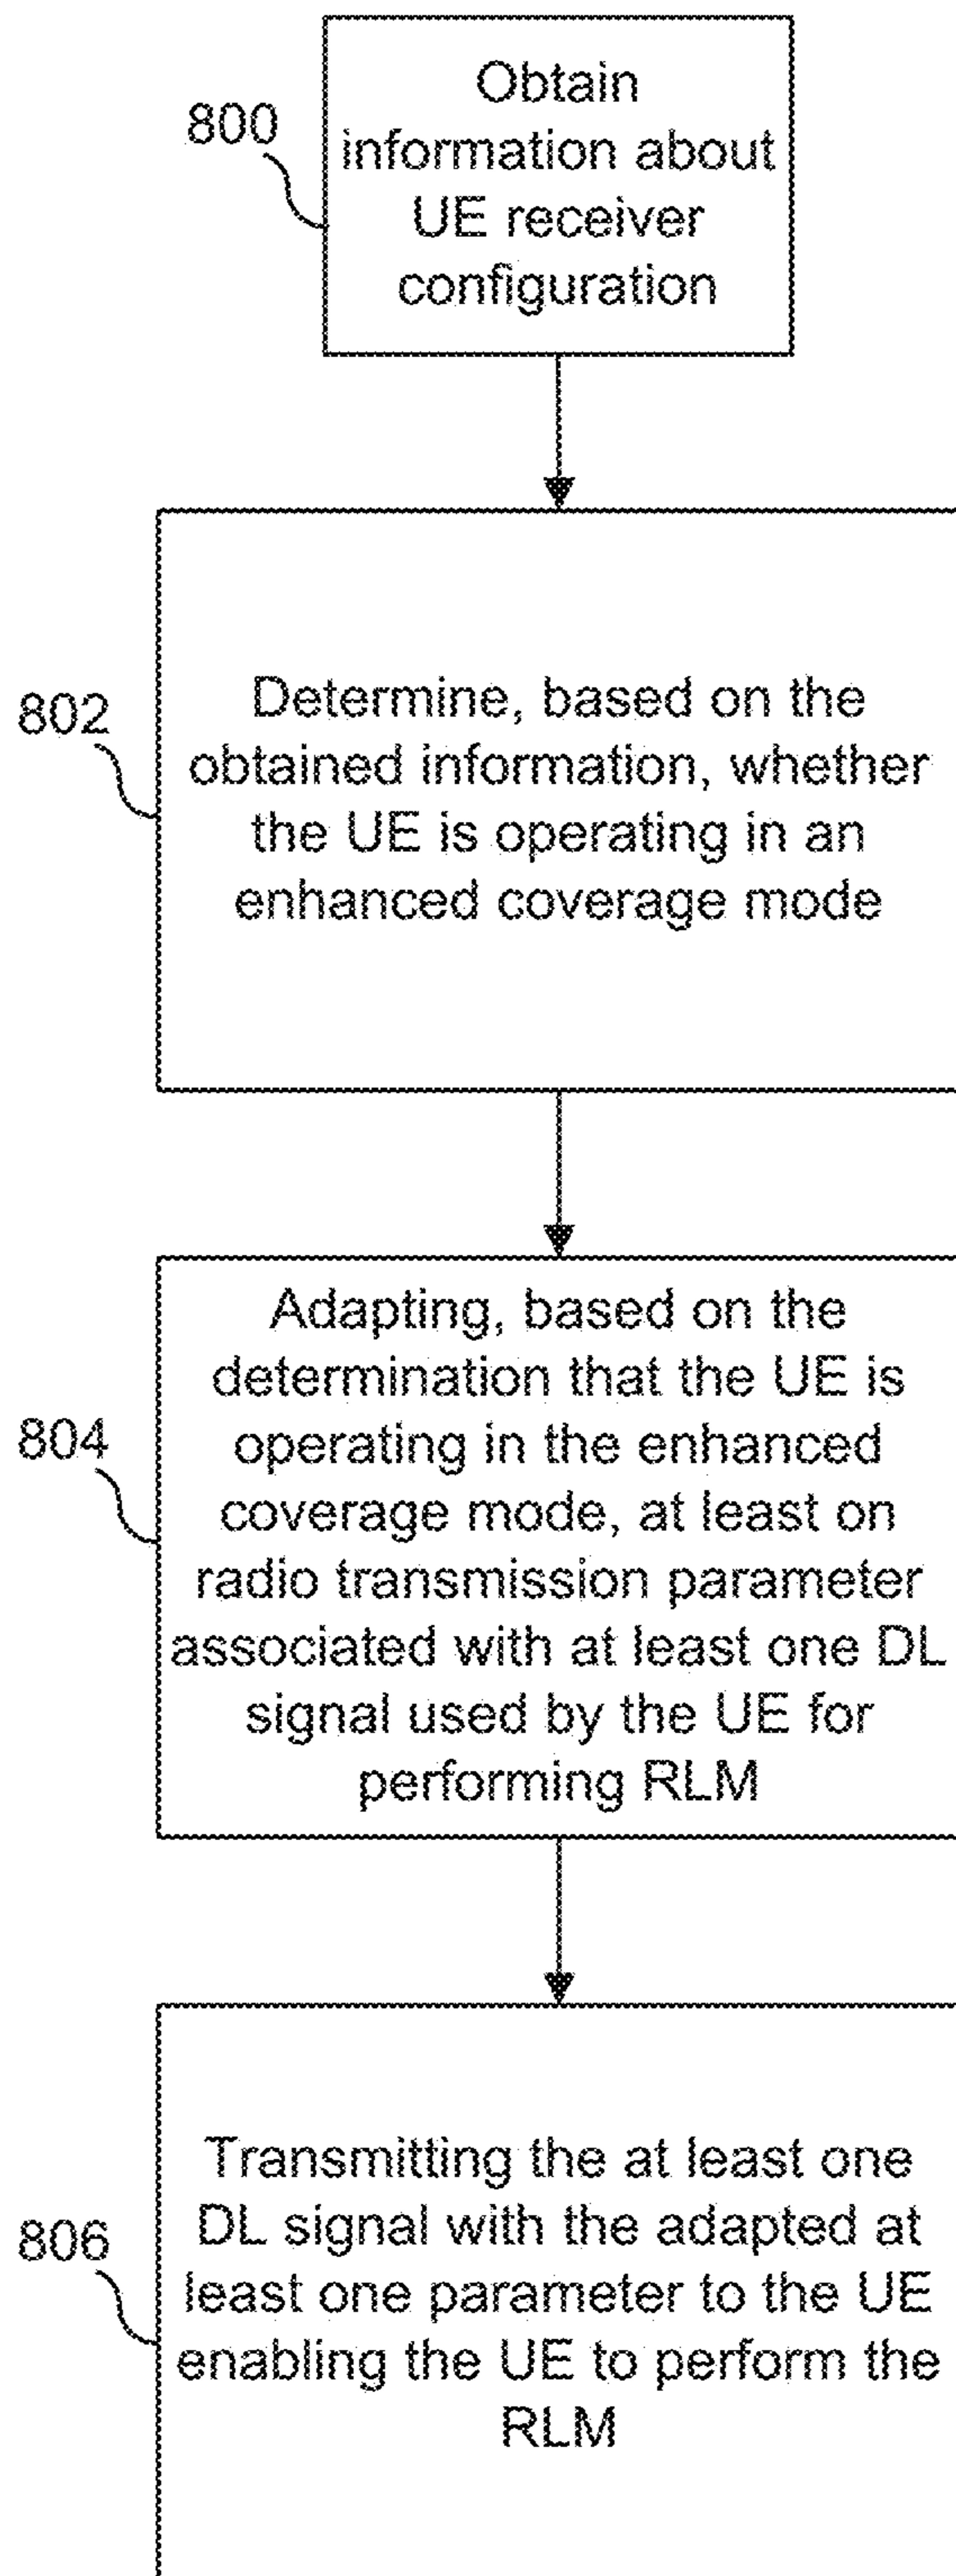 800
Obtain
information about
UE receiver
configuration
802
Determine, based on the
obtained information, whether
the UE is operating in an
enhanced coverage mode
804
Adapting, based on the
determination that the UE is
operating in the enhanced
coverage mode, at least on
radio transmission parameter
associated with at least one DL
signal used by the UE for
performing RLM
806
Transmitting the at least one
DL signal with the adapted at
least one parameter to the UE
enabling the UE to perform the
RLM